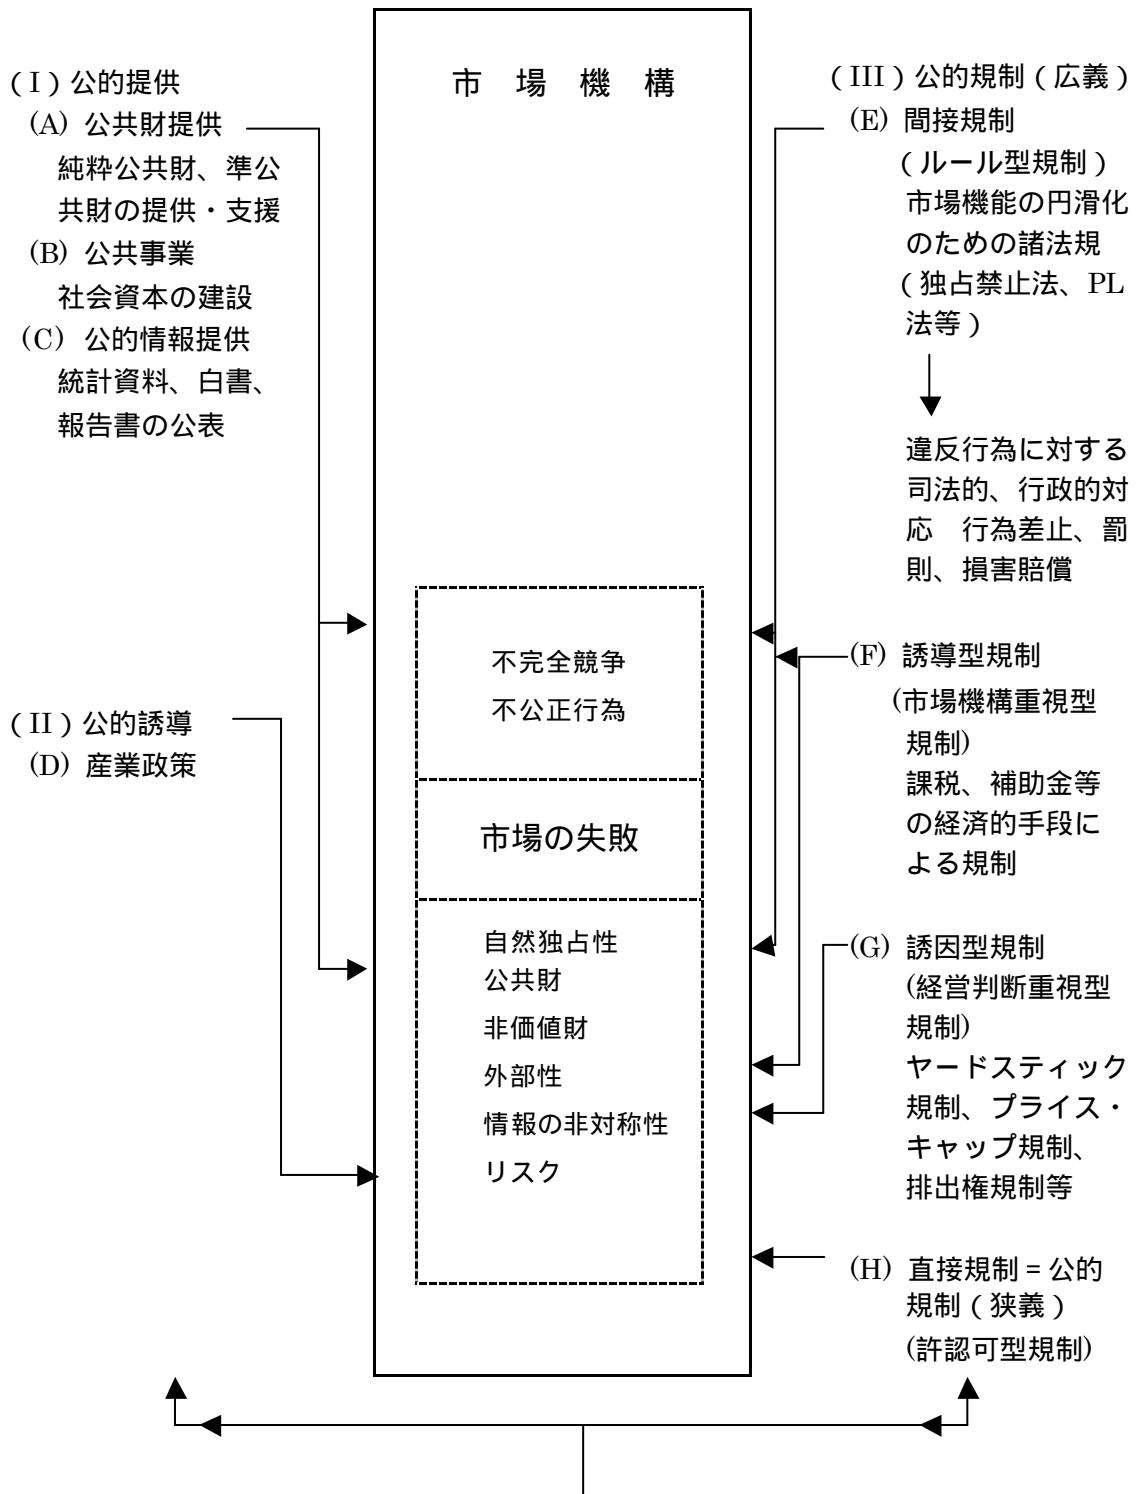 （I）公的提供
(A) 公共財提供
純粋公共財、準公
共財の提供・支援
(B) 公共事業
社会資本の建設
(C) 公的情報提供
統計資料、白書、
報告書の公表
（II）公的誘導
(D) 産業政策
市 場 機 構
不完全競争
不公正行為
市場の失敗
自然独占性
公共財
非価値財
外部性
情報の非対称性
リスク
（III）公的規制（広義）
(E) 間接規制
（ルール型規制）
市場機能の円滑化
のための諸法規
（独占禁止法、PL
法等）
違反行為に対する
司法的、行政的対
応　行為差止、罰
則、損害賠償
(F) 誘導型規制
(市場機構重視型
規制)
課税、補助金等
の経済的手段に
よる規制
(G) 誘因型規制
(経営判断重視型
規制)
ヤードスティック
規制、プライス・
キャップ規制、
排出権規制等
(H) 直接規制 = 公的
規制（狭義）
(許認可型規制)